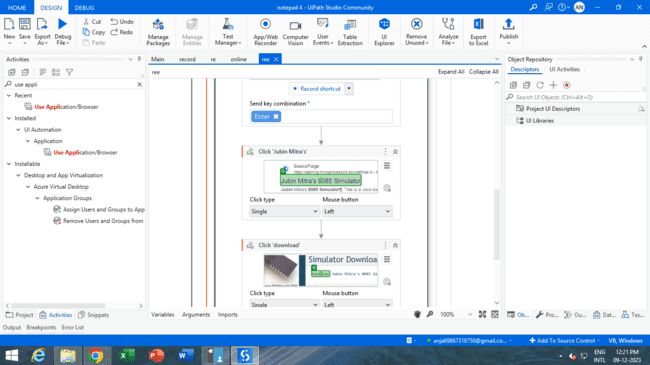 HOME DESIGN DEBUG
notepad 4 - UiPath Studio Community
AN
New Save Export As Debug File
Cut Copy Paste
Undo Redo
Manage Packages
Manage Entities
Test Manager
App/Web Recorder
Computer Vision
User Events
Table Extraction
UI Explorer
Remove Unused
Analyze File
Export to Excel
Publish
Activities
use appli
Recent
Use Application/Browser
Installed
UI Automation
Application
Use Application/Browser
Installable
Desktop and App Virtualization
Azure Virtual Desktop
Application Groups
Assign Users and Groups to App
Remove Users and Groups from
Project Activities Snippets
Main record re online ree
ree
Expand All Collapse All
Record shortcut
Send key combination *
Enter
Click 'Jubin Mitra's'
SourceForge
Jubin Mitra's 8085 Simulator
Click type Mouse button
Single Left
Click 'download'
Simulator Downloa
Click type Mouse button
Single Left
Variables Arguments Imports
100%
Object Repository
Descriptors UI Activities
Search UI Objects (Ctrl+Alt+O)
Project UI Descriptors
UI Libraries
Ob... Pro... Ou... Dat... Tes...
Output Breakpoints Error List
anjali9867318750@gmail.co...
Add To Source Control
VB, Windows
ENG
INTL
12:21 PM
09-12-2023